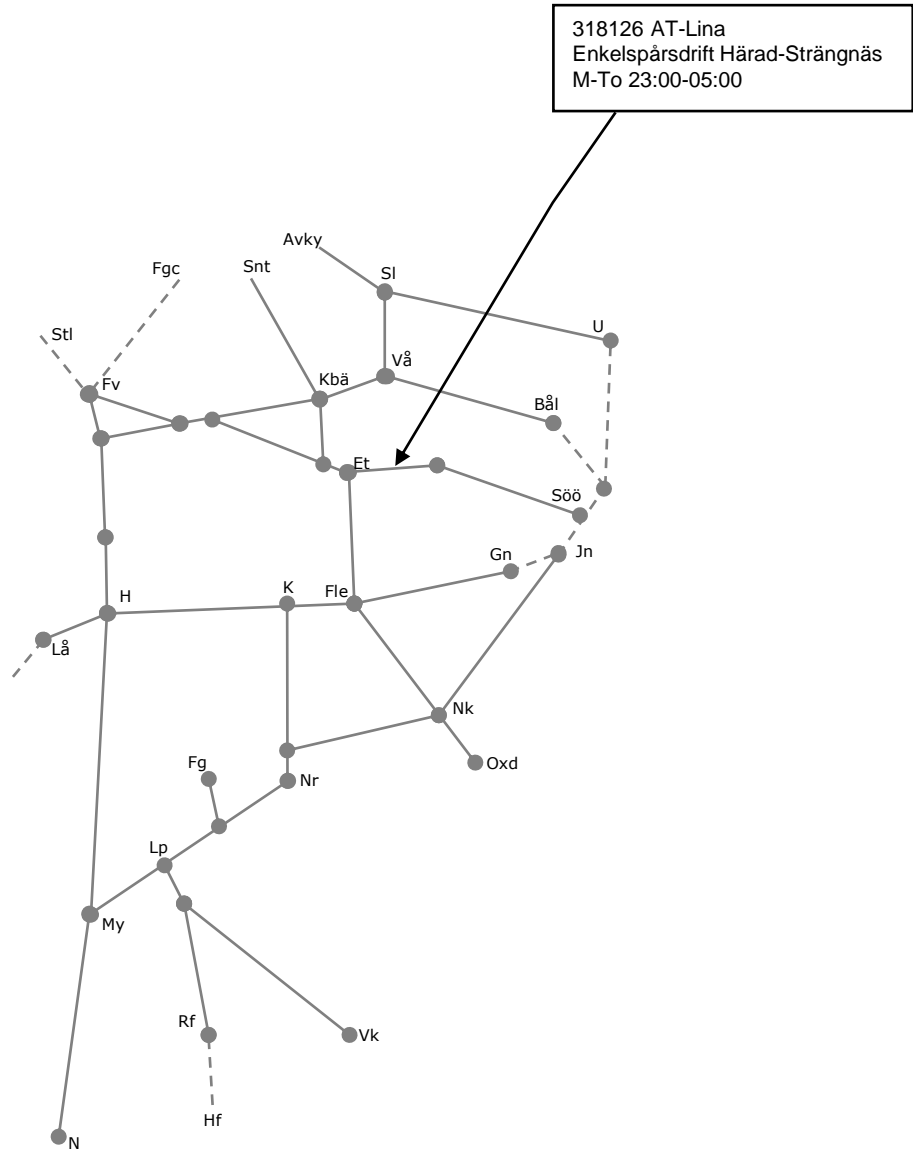 318126 AT-Lina
Enkelspårsdrift Härad-Strängnäs
M-To 23:00-05:00
Avky
Fgc
Snt
Sl
Stl
U
Vå
Fv
Kbä
Bål
Et
Söö
Gn
Jn
H
K
Fle
Lå
Nk
Fg
Nr
Oxd
Lp
My
Rf
Vk
Hf
N